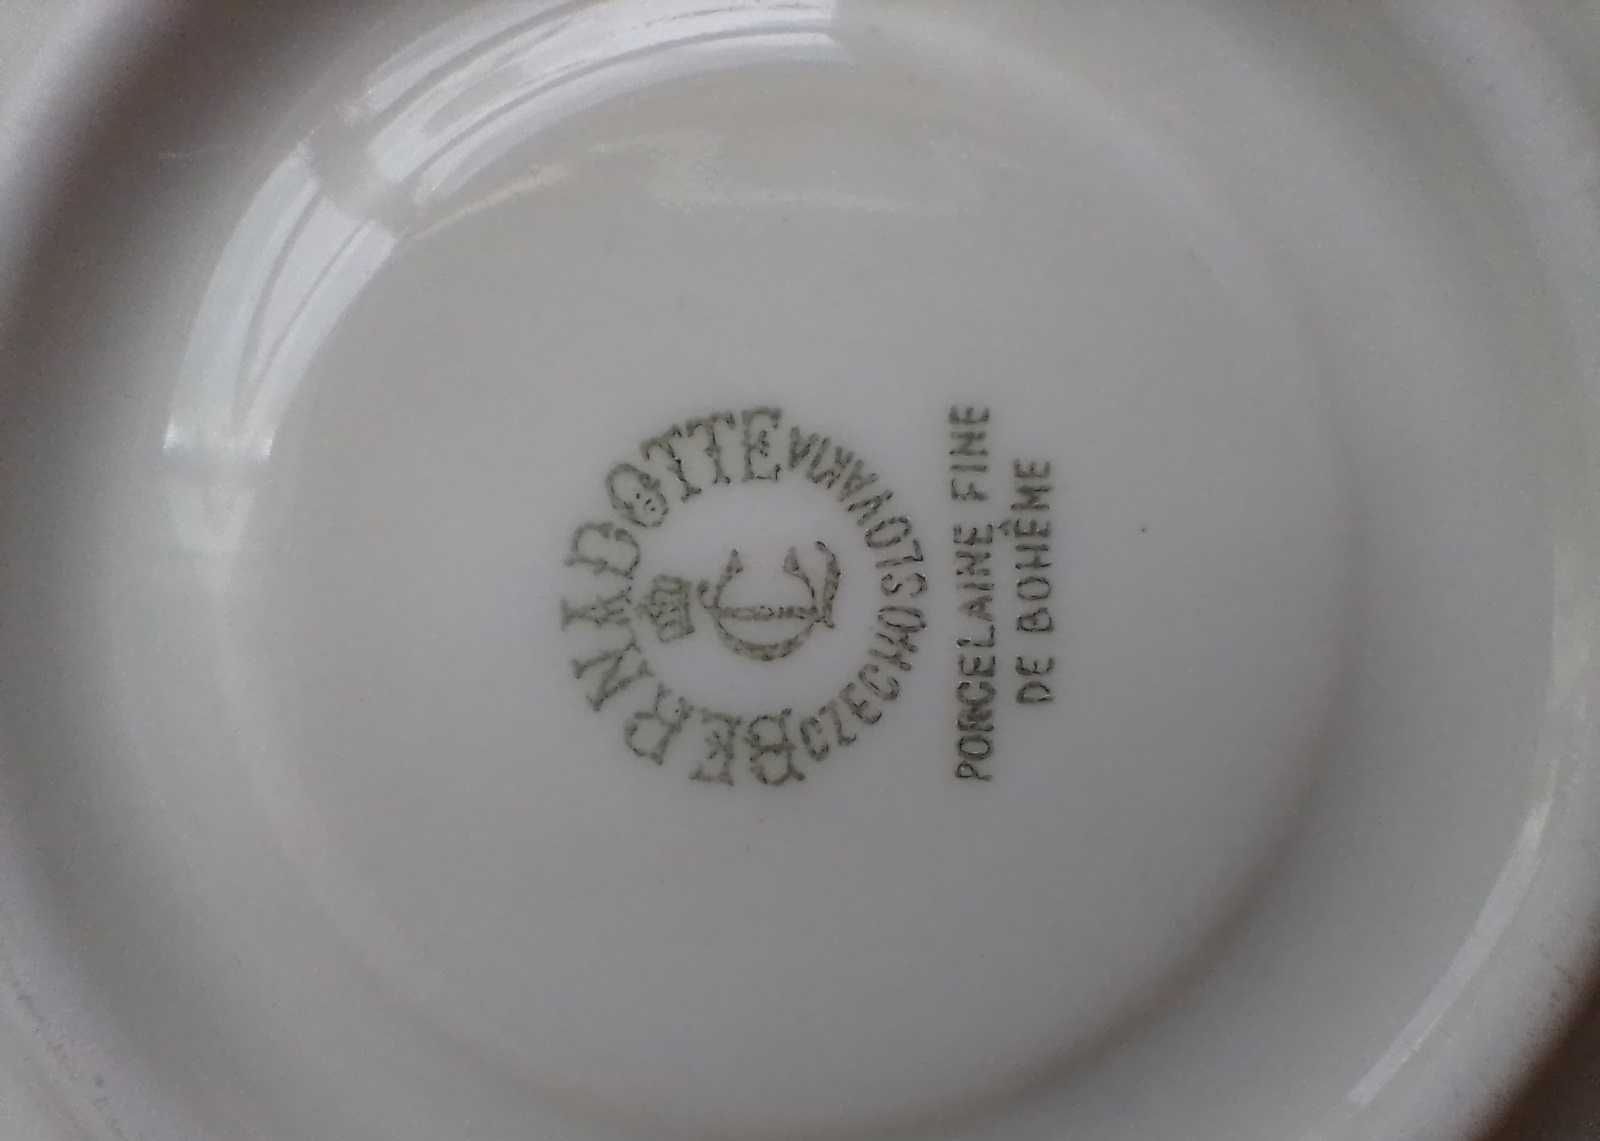 BERNADOTTE
CZECHOSLOVAKIA
PORCELAINE FINE
DE BOHÊME